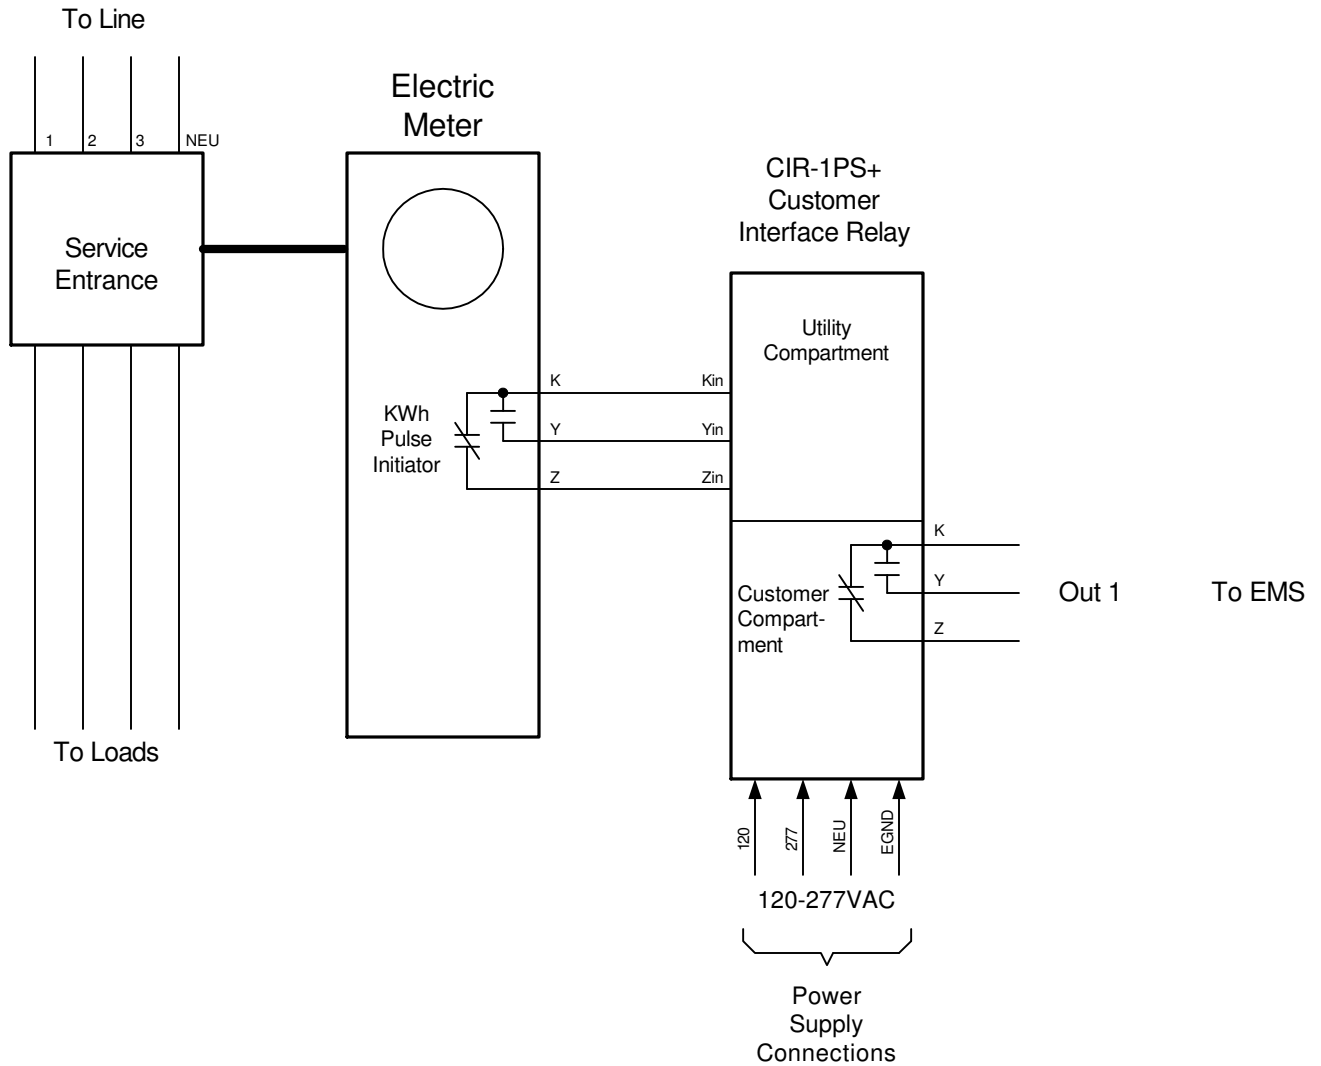 To Line
1
2
3
NEU
Service
Entrance
To Loads
Electric
Meter
KWh
Pulse
Initiator
K
Y
Z
Kin
Yin
Zin
CIR-1PS+
Customer
Interface Relay
Utility
Compartment
Customer
Compart-
ment
K
Y
Z
Out 1
To EMS
120
277
NEU
EGND
120-277VAC
Power
Supply
Connections